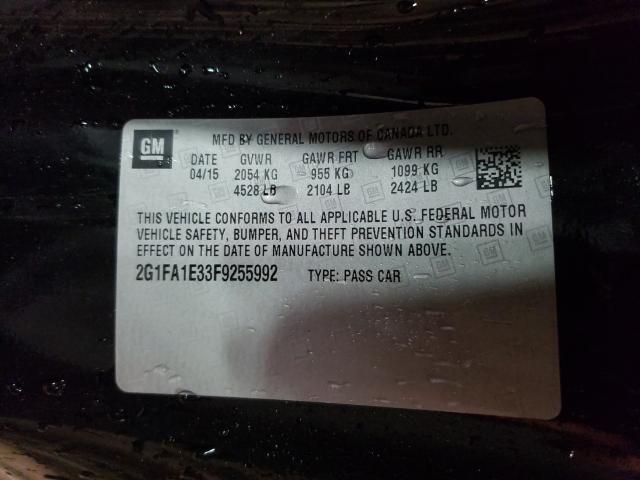 GM
MFD BY GENERAL MOTORS OF CANADA LTD.
DATE GVWR GAWR FRT GAWR RR
04/15 2054 KG 955 KG 1099 KG
4528 LB 2104 LB 2424 LB
THIS VEHICLE CONFORMS TO ALL APPLICABLE U.S. FEDERAL MOTOR
VEHICLE SAFETY, BUMPER, AND THEFT PREVENTION STANDARDS IN
EFFECT ON THE DATE OF MANUFACTURE SHOWN ABOVE.
2G1FA1E33F9255992 TYPE: PASS CAR